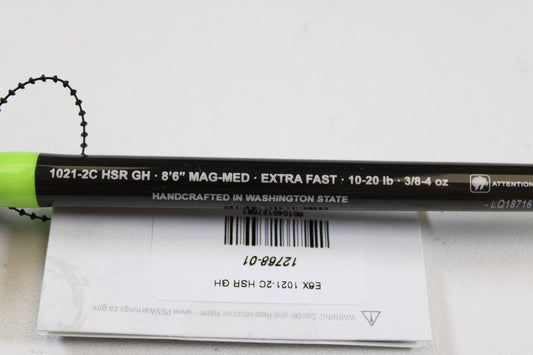 1021-2C HSR GH · 8'6" MAG-MED · EXTRA FAST · 10-20 lb · 3/8-4 oz ATTENTION
HANDCRAFTED IN WASHINGTON STATE
E6X 1021-2C HSR GH
12768-01
WARNING: Cancer and Reproductive Harm - www.P65Warnings.ca.gov